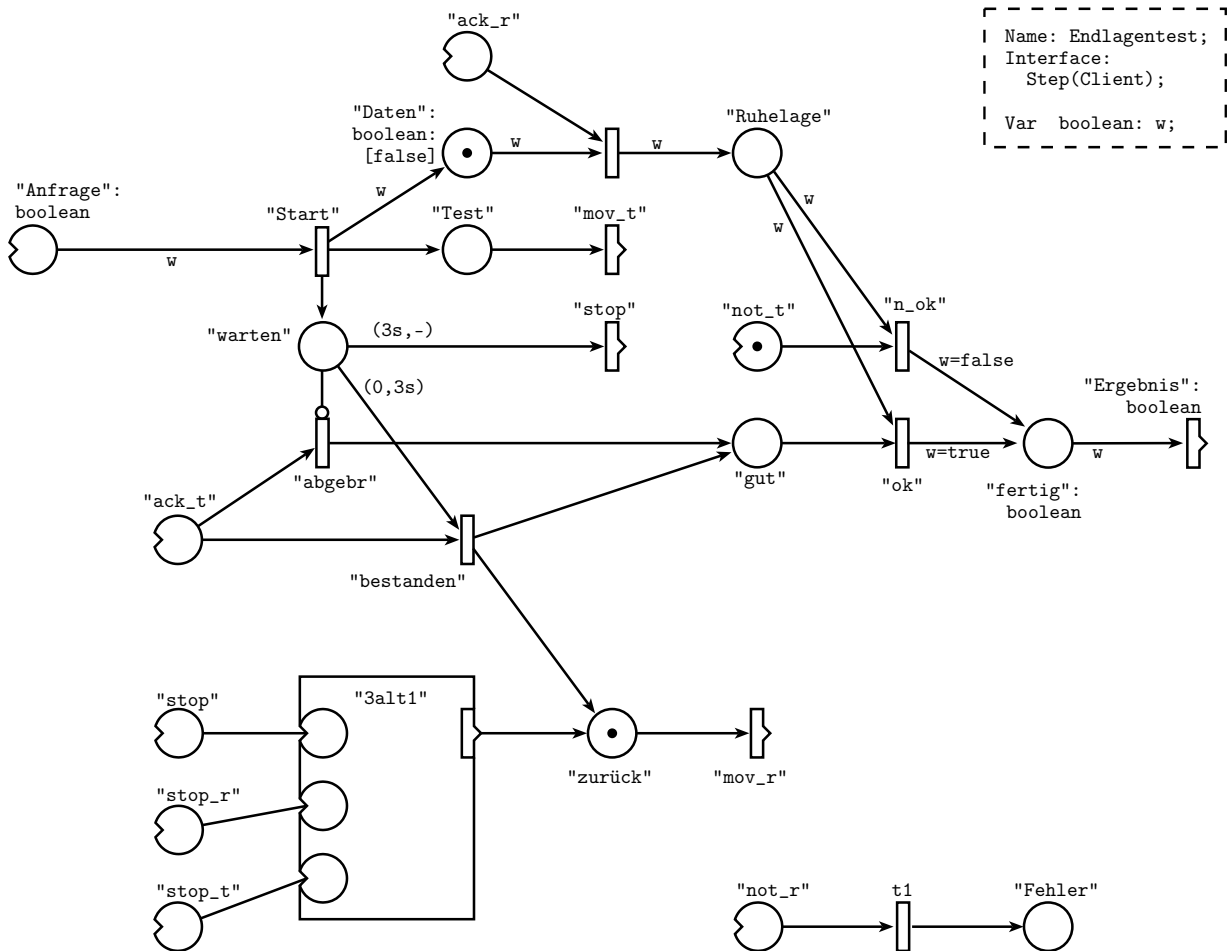 "ack_r"
Name: Endlagentest;
Interface:
Step(Client);
Var  boolean: w;
"Daten":
boolean:
[false]
"Ruhelage"
w
w
w
"Anfrage":
boolean
"Start"
"Test"
"mov_t"
w
w
w
"warten"
(3s,-)
"stop"
"not_t"
"n_ok"
(0,3s)
w=false
"Ergebnis":
boolean
"abgebr"
"gut"
w=true
"ok"
w
"fertig":
boolean
"ack_t"
"bestanden"
"stop"
"3alt1"
"zurück"
"mov_r"
"stop_r"
"stop_t"
"not_r"
t1
"Fehler"